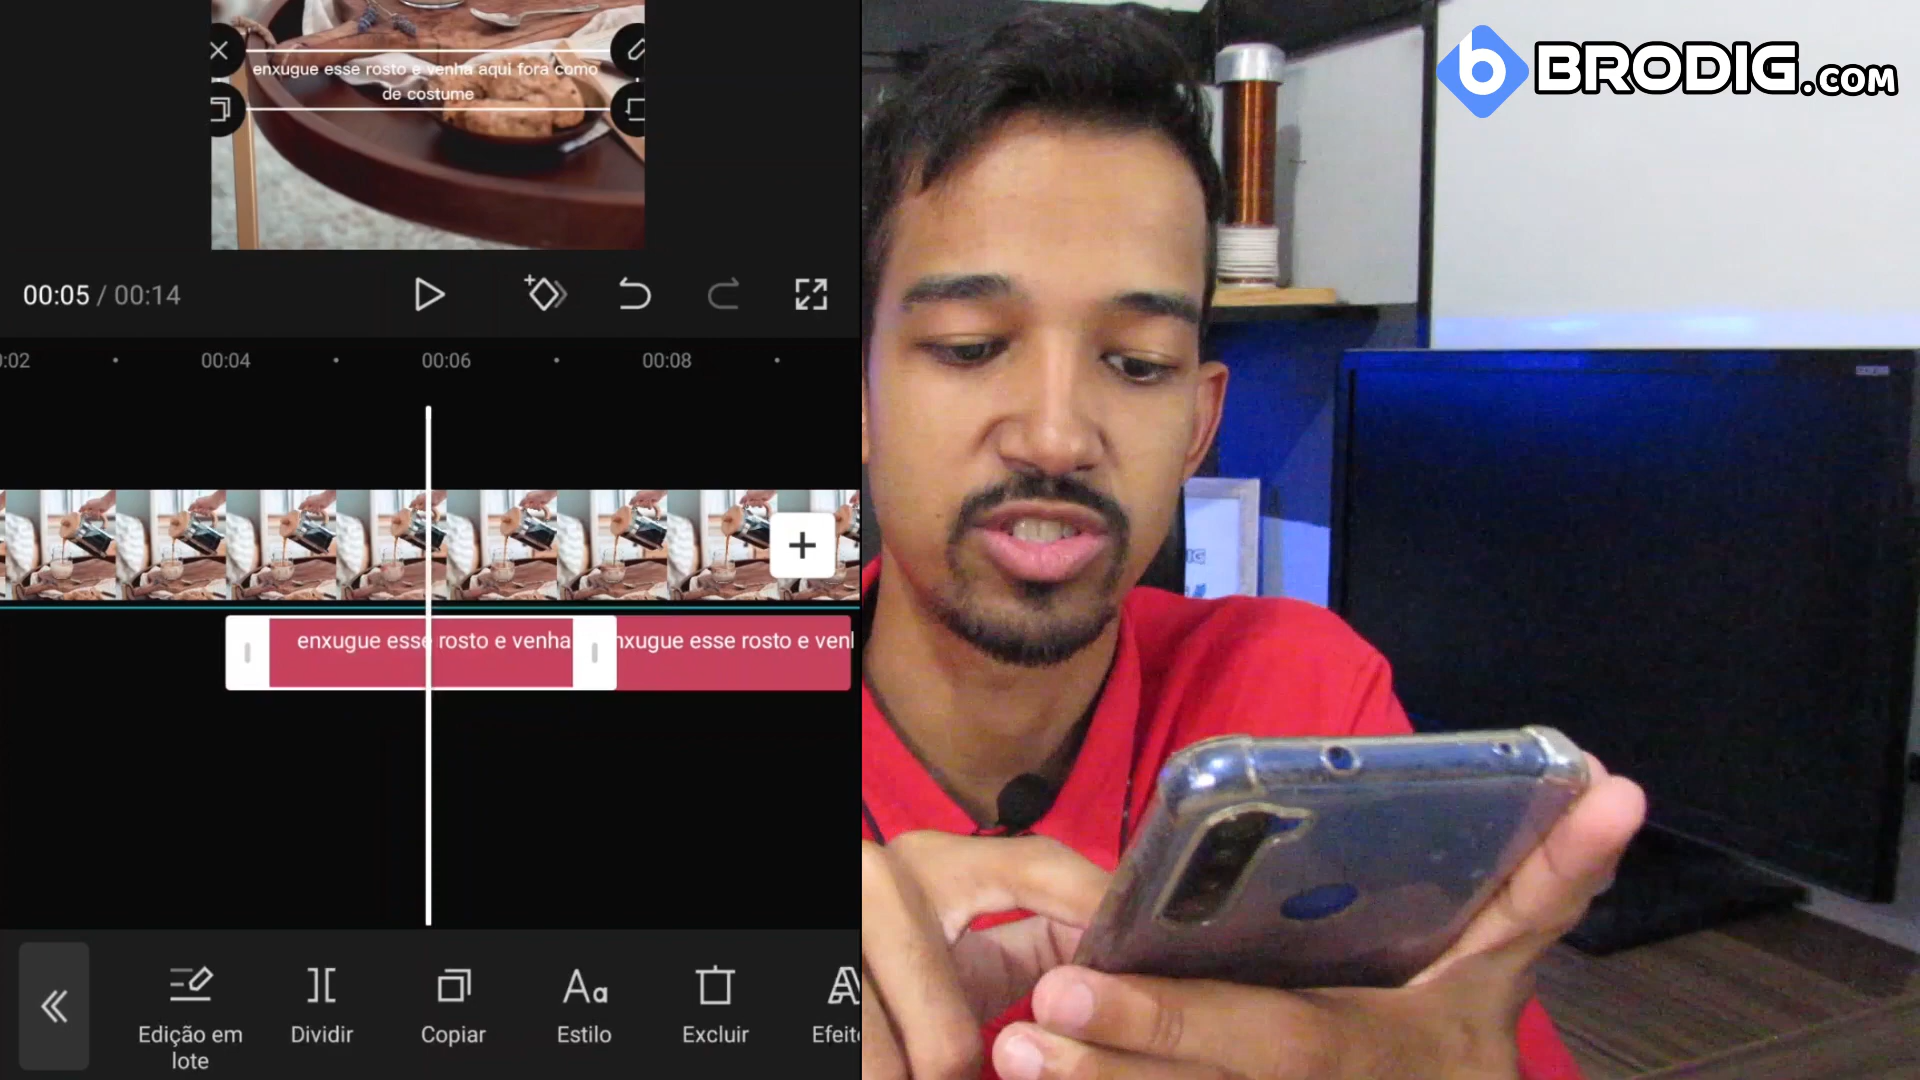 enxugue esse rosto e venha aqui fora como
de costume
BRODIG.COM
00:05 / 00:14
00:04
00:06
00:08
enxugue esse rosto e venha
nxugue esse rosto e venl
Edição em
lote
Dividir
Copiar
Estilo
Excluir
Efeit